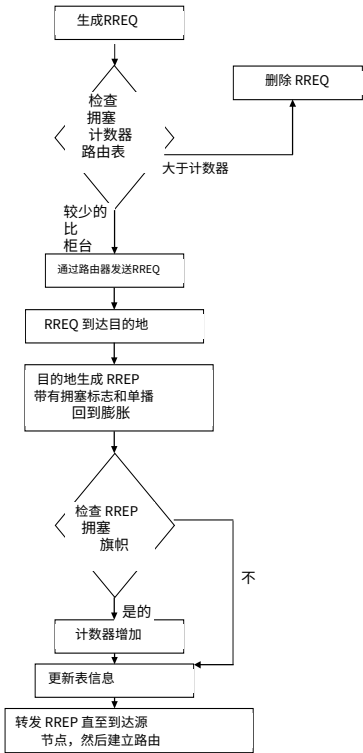 生成RREQ
检查
拥塞
计数器
路由表
删除 RREQ
大于计数器
较少的
比
柜台
通过路由器发送RREQ
RREQ 到达目的地
目的地生成 RREP
带有拥塞标志和单播
回到膨胀
检查 RREP
拥塞
旗帜
不
是的
计数器增加
更新表信息
转发 RREP 直至到达源
节点，然后建立路由